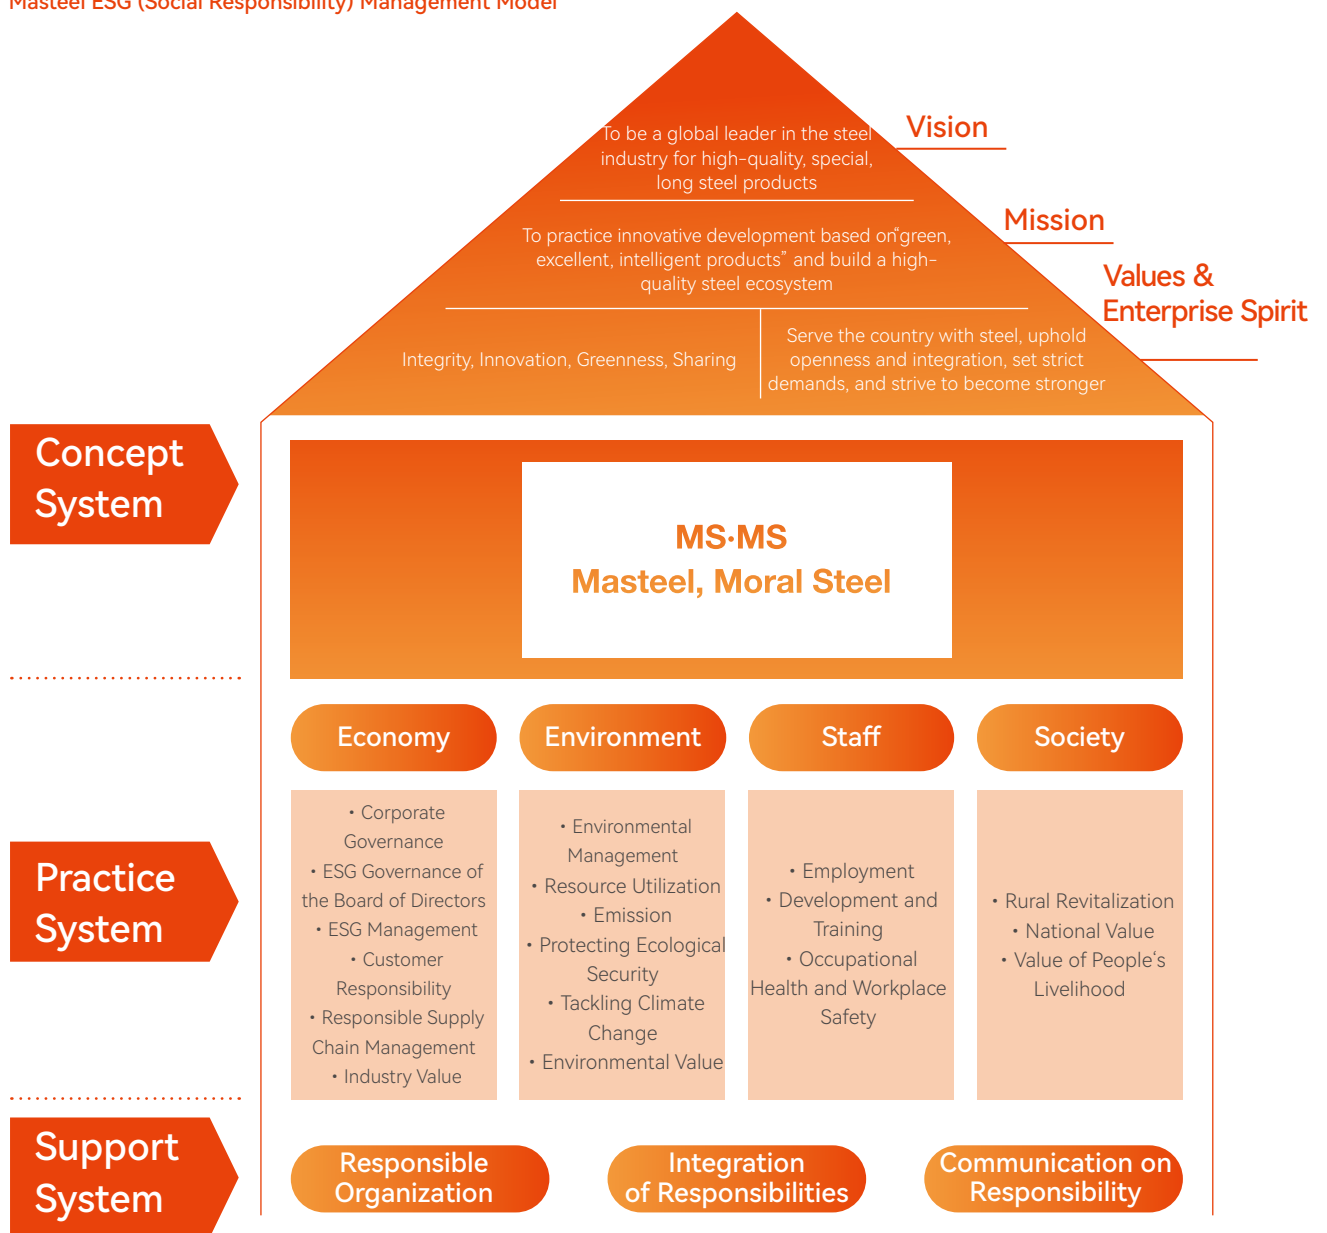 Masteel ESG (Social Responsibility) Management Model
Vision
To be a global leader in the steel
industry for high-quality, special,
long steel products
Mission
To practice innovative development based on“green,
excellent, intelligent products” and build a high-
quality steel ecosystem
Values &
Enterprise Spirit
Integrity, Innovation, Greenness, Sharing
Serve the country with steel, uphold
openness and integration, set strict
demands, and strive to become stronger
Concept
System
MS·MS
Masteel, Moral Steel
Practice
System
Economy
• Corporate
Governance
• ESG Governance of
the Board of Directors
• ESG Management
• Customer
Responsibility
• Responsible Supply
Chain Management
• Industry Value
Environment
• Environmental
Management
• Resource Utilization
• Emission
• Protecting Ecological
Security
• Tackling Climate
Change
• Environmental Value
Staff
• Employment
• Development and
Training
• Occupational
Health and Workplace
Safety
Society
• Rural Revitalization
• National Value
• Value of People‘s
Livelihood
Support
System
Responsible
Organization
Integration
of Responsibilities
Communication on
Responsibility